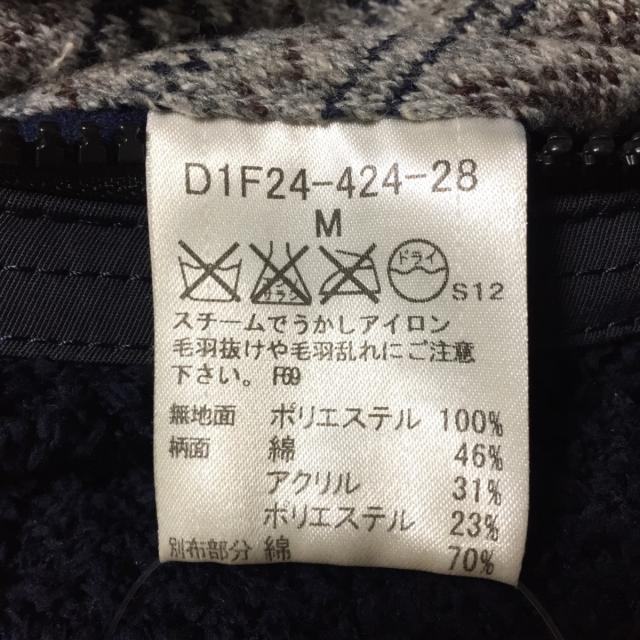 D1F24-424-28
M
エンソ
ドライ
S12
スチームでうかしアイロン
毛羽抜けや毛羽乱れにご注意
下さい。 F69
無地面 ポリエステル 100%
柄面 綿 46%
アクリル 31%
ポリエステル 23%
別布部分 綿 70%